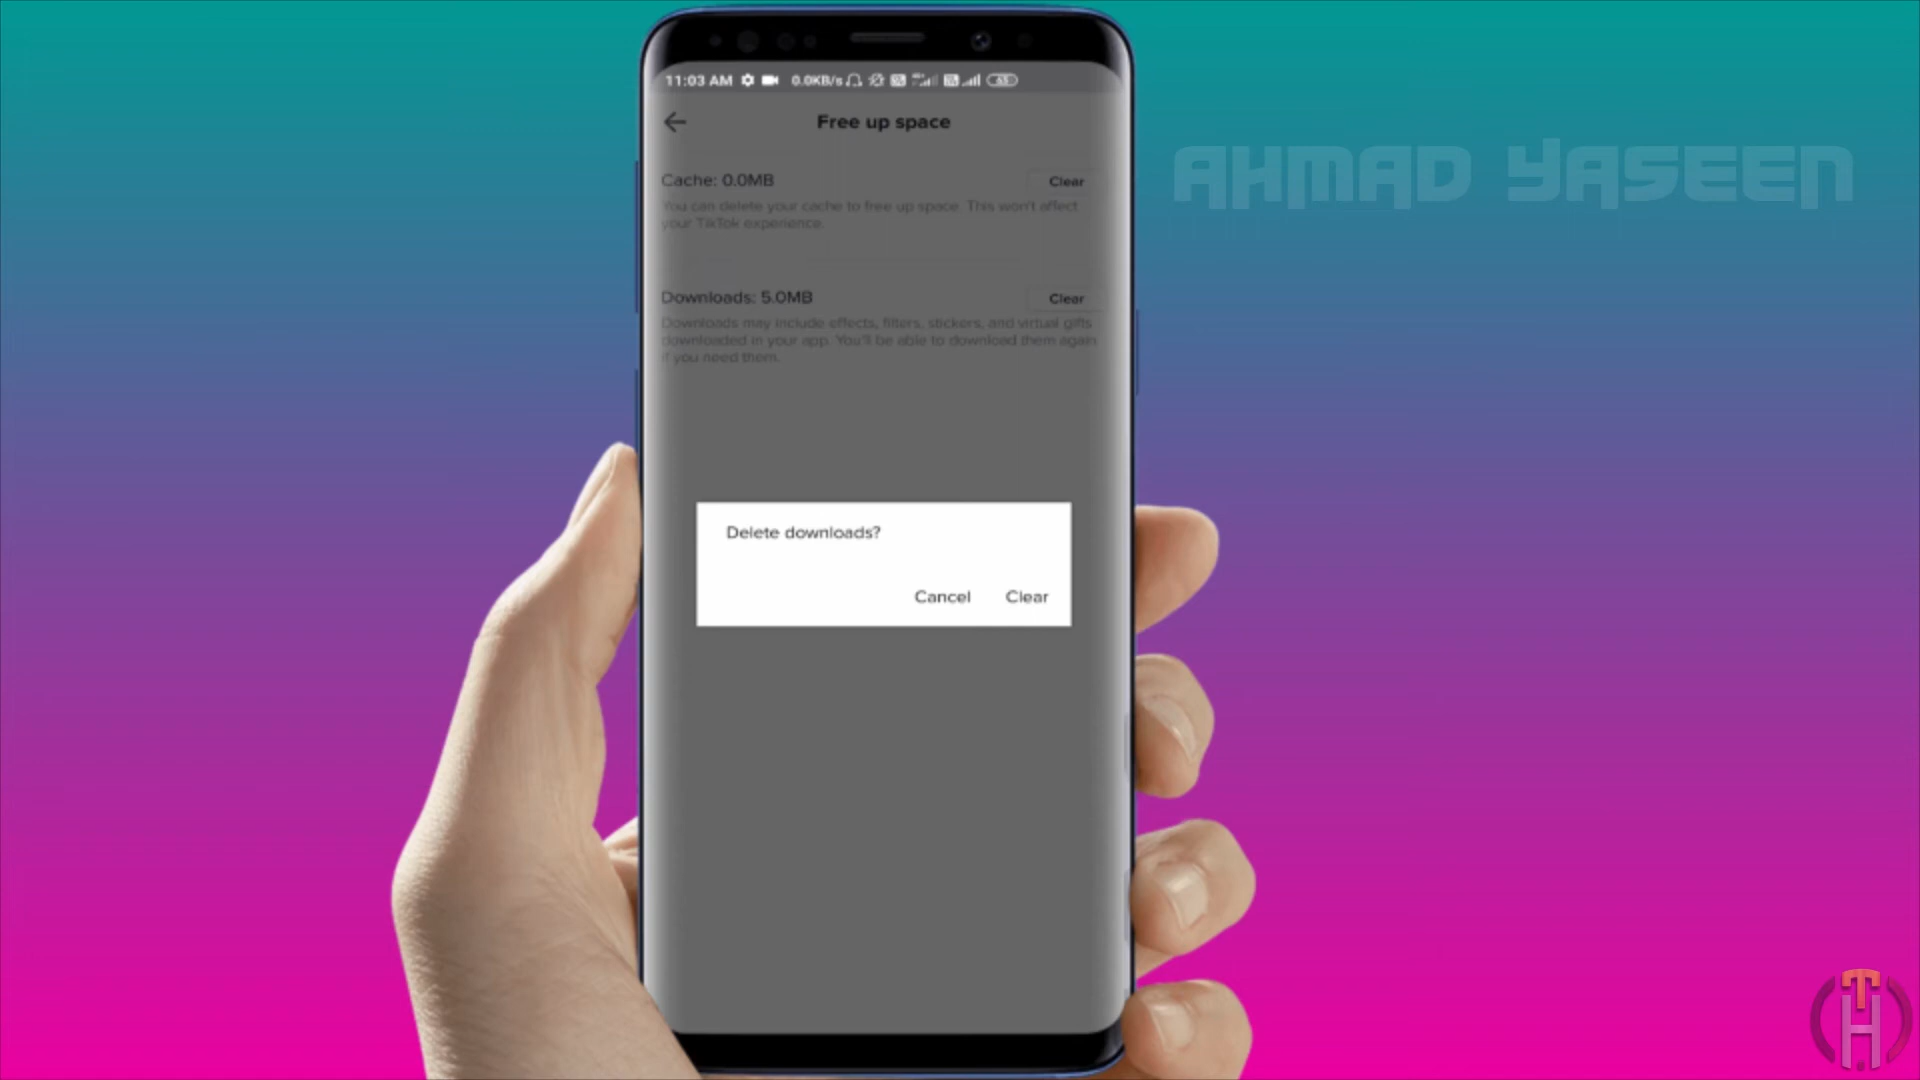 11:03 AM 0.0KB/s 63
Free up space
AHMAD YASEEN
Cache: 0.0MB
Clear
You can delete your cache to free up space. This won't affect
your TikTok experience.
Downloads: 5.0MB
Clear
Downloads may include effects, filters, stickers, and virtual gifts
downloaded in your app. You'll be able to download them again
if you need them.
Delete downloads?
Cancel Clear
TH